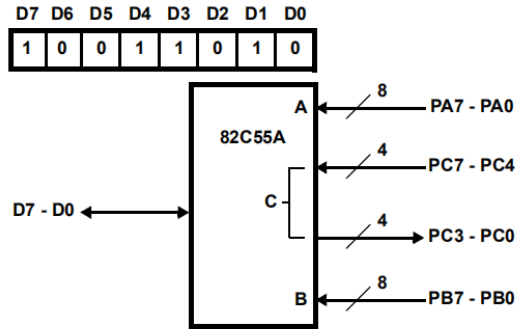 D7 D6 D5 D4 D3 D2 D1 D0
1 0 0 1 1 0 1 0
8
A PA7 - PA0
82C55A
4
PC7 - PC4
C
D7 - D0
4
PC3 - PC0
8
B PB7 - PB0